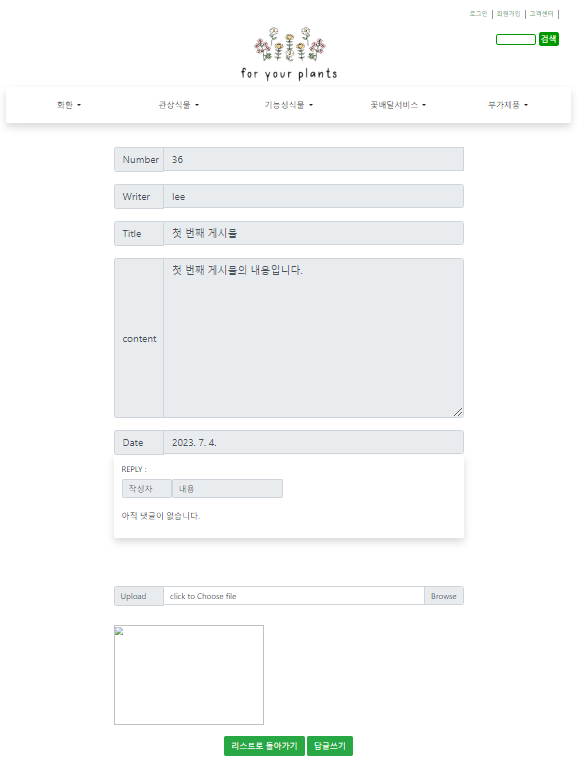 로그인 | 회원가입 | 고객센터 |
검색
for your plants
화환 관상식물 기능성식물 꽃배달서비스 부가제품
Number 36
Writer lee
Title 첫 번째 게시물
content 첫 번째 게시물의 내용입니다.
Date 2023. 7. 4.
REPLY :
작성자 내용
아직 댓글이 없습니다.
Upload click to Choose file Browse
리스트로 돌아가기 답글쓰기